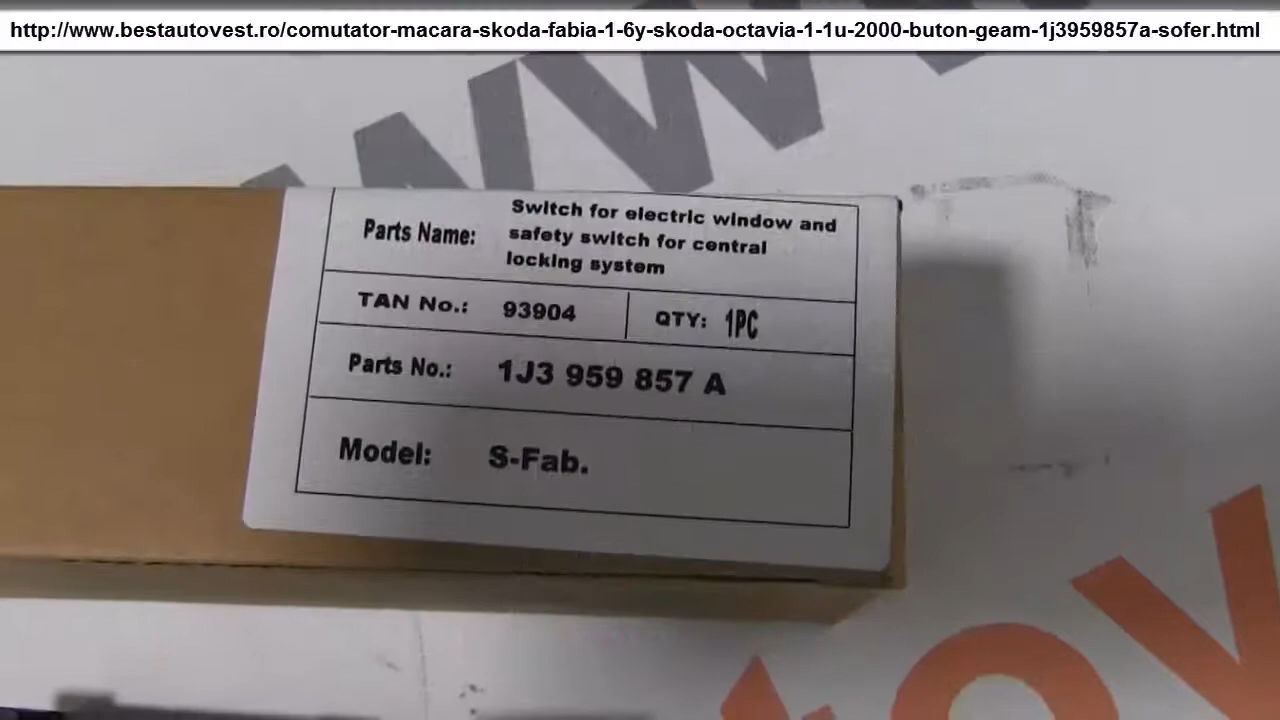 http://www.bestautovest.ro/comutator-macara-skoda-fabia-1-6y-skoda-octavia-1-1u-2000-buton-geam-1j3959857a-sofer.html
Parts Name: Switch for electric window and
safety switch for central
locking system
TAN No.: 93904 QTY: 1PC
Parts No.: 1J3 959 857 A
Model: S-Fab.